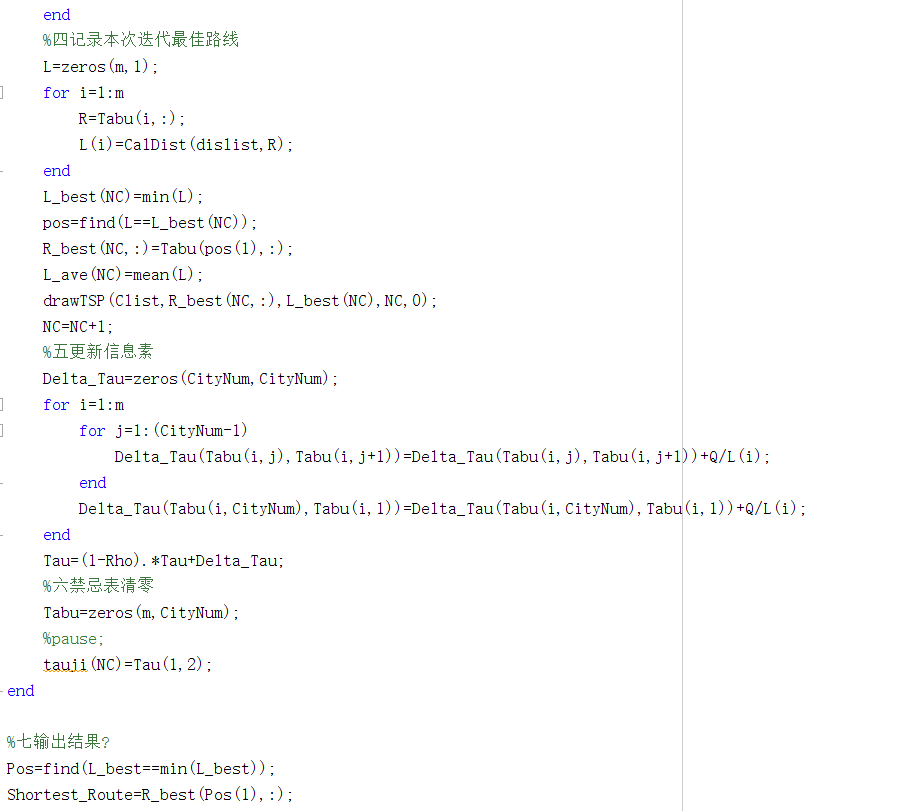 end
%四记录本次迭代最佳路线
L=zeros(m,1);
for i=1:m
R=Tabu(i,:);
L(i)=CalDist(dislist,R);
end
L_best(NC)=min(L);
pos=find(L==L_best(NC));
R_best(NC,:)=Tabu(pos(1),:);
L_ave(NC)=mean(L);
drawTSP(Clist,R_best(NC,:),L_best(NC),NC,0);
NC=NC+1;
%五更新信息素
Delta_Tau=zeros(CityNum,CityNum);
for i=1:m
for j=1:(CityNum-1)
Delta_Tau(Tabu(i,j),Tabu(i,j+1))=Delta_Tau(Tabu(i,j),Tabu(i,j+1))+Q/L(i);
end
Delta_Tau(Tabu(i,CityNum),Tabu(i,1))=Delta_Tau(Tabu(i,CityNum),Tabu(i,1))+Q/L(i);
end
Tau=(1-Rho).*Tau+Delta_Tau;
%六禁忌表清零
Tabu=zeros(m,CityNum);
%pause;
tauji(NC)=Tau(1,2);
end
%七输出结果?
Pos=find(L_best==min(L_best));
Shortest_Route=R_best(Pos(1),:);